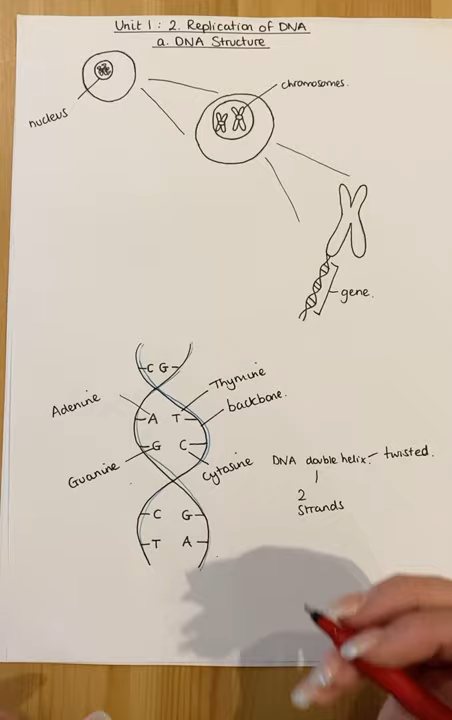 Unit 1 : 2. Replication of DNA
a. DNA Structure
nucleus
chromosomes.
gene.
C G
Adenine
Thymine
A T
backbone.
G C
Guanine
Cytosine
DNA double helix. - twisted.
2
strands
C G
T A